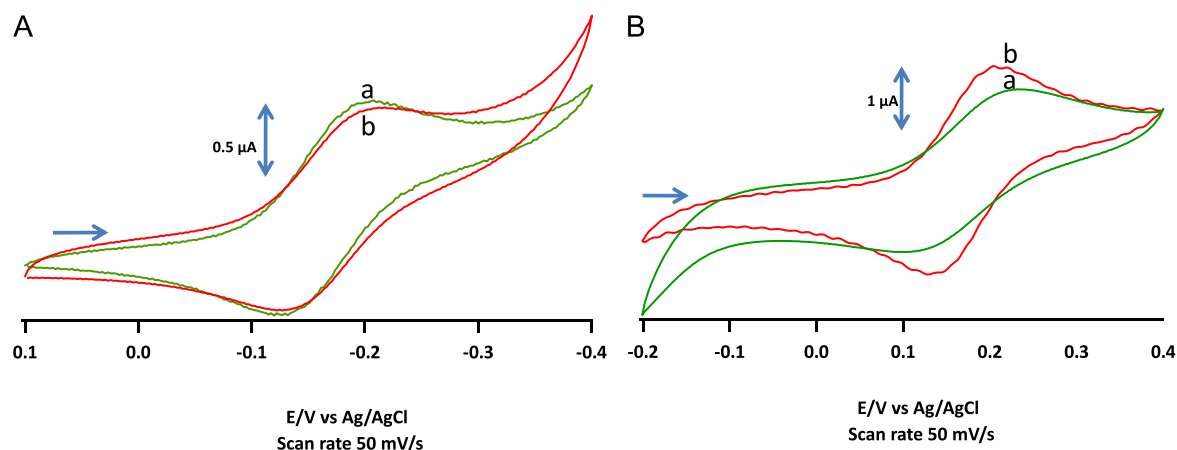 A
a
b
0.5 µA
0.1 0.0 -0.1 -0.2 -0.3 -0.4
E/V vs Ag/AgCl
Scan rate 50 mV/s
B
b
a
1 µA
-0.2 -0.1 0.0 0.1 0.2 0.3 0.4
E/V vs Ag/AgCl
Scan rate 50 mV/s